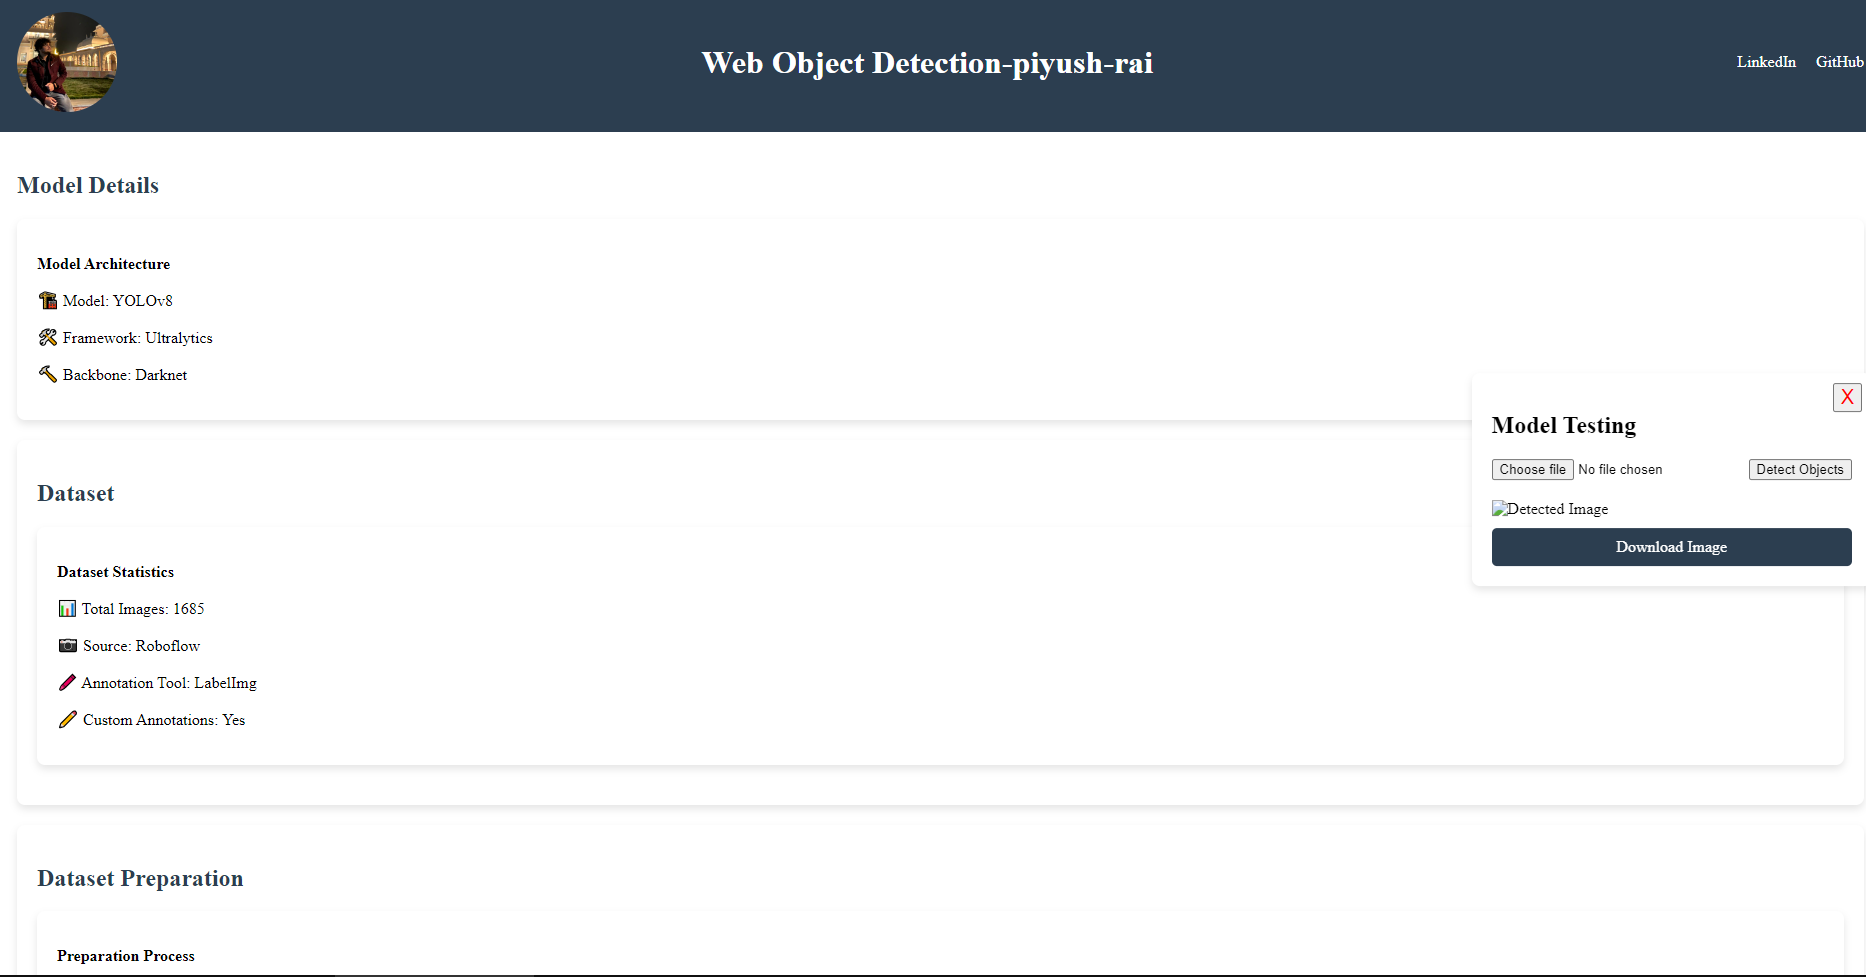 Web Object Detection-piyush-rai
LinkedIn GitHub
Model Details
Model Architecture
Model: YOLOv8
Framework: Ultralytics
Backbone: Darknet
X
Model Testing
Choose file No file chosen Detect Objects
Detected Image
Download Image
Dataset
Dataset Statistics
Total Images: 1685
Source: Roboflow
Annotation Tool: LabelImg
Custom Annotations: Yes
Dataset Preparation
Preparation Process